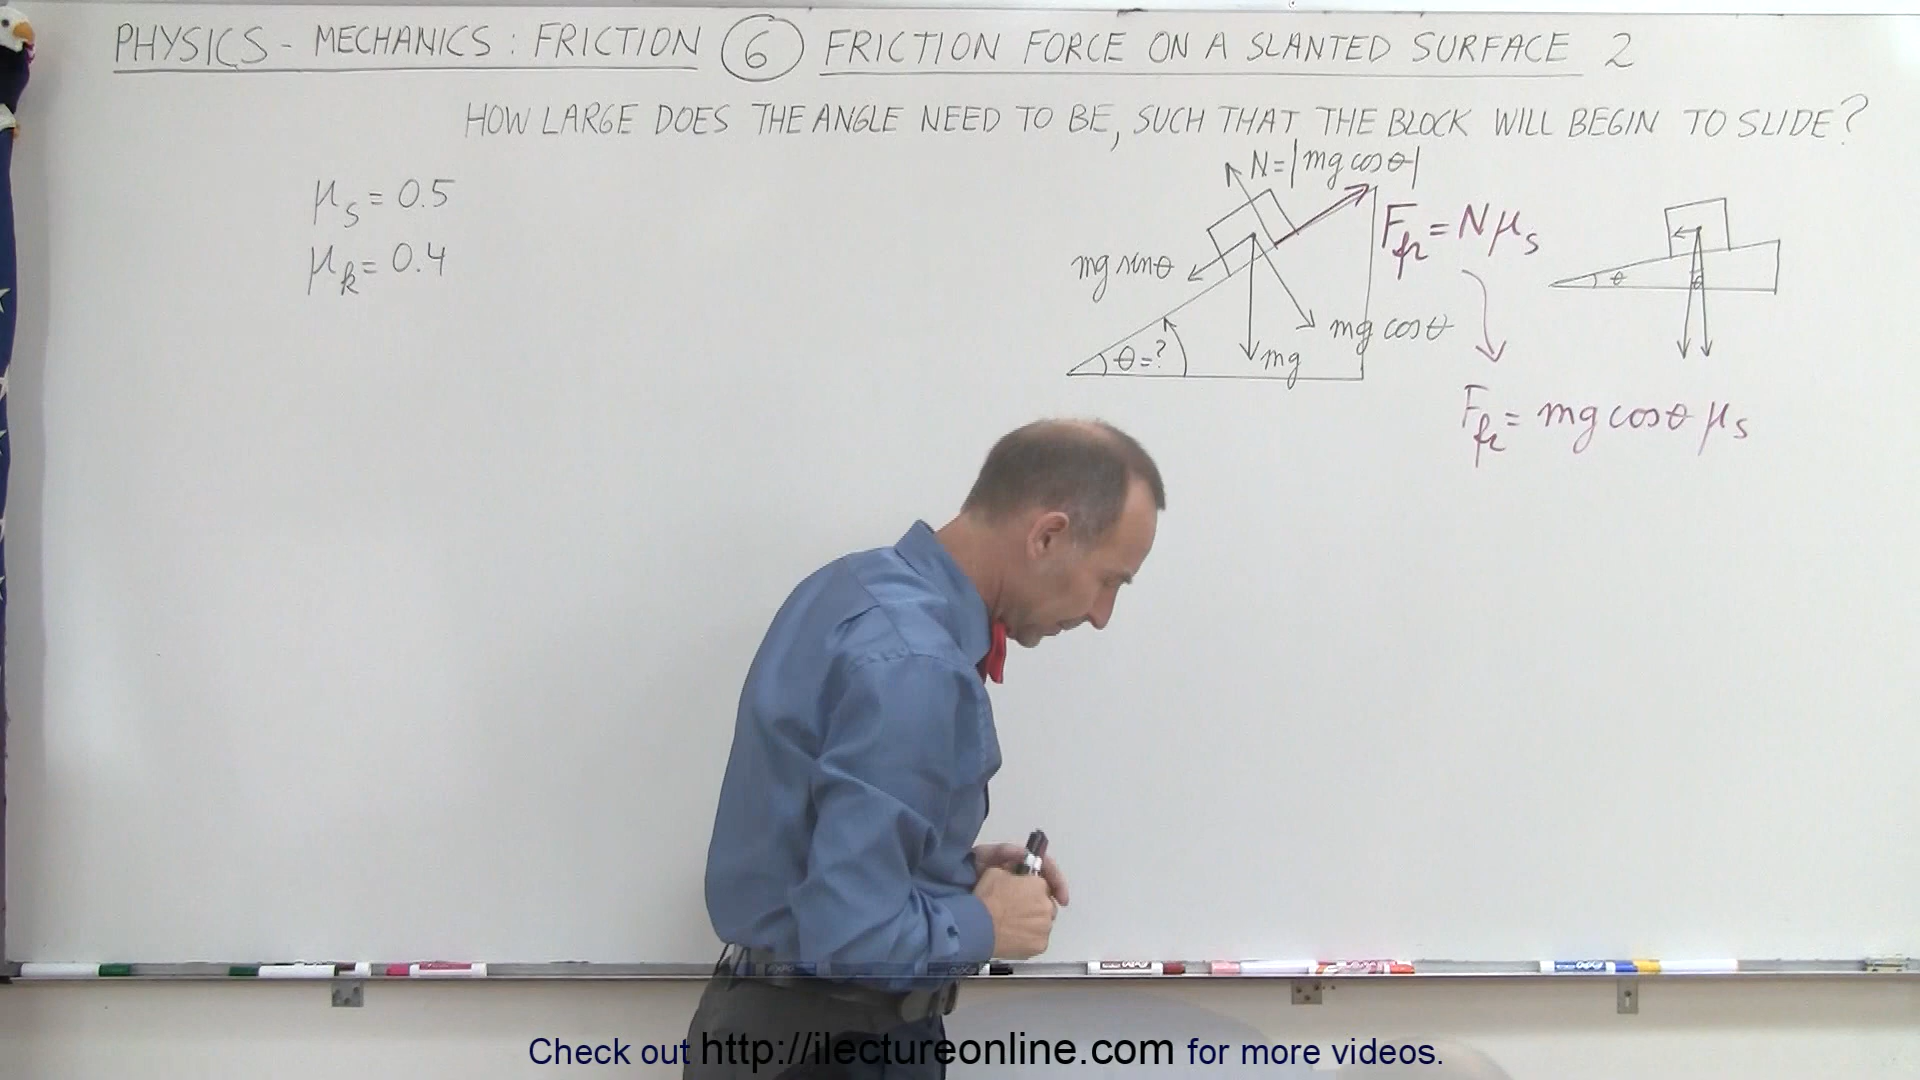 PHYSICS - MECHANICS: FRICTION 6 FRICTION FORCE ON A SLANTED SURFACE 2
HOW LARGE DOES THE ANGLE NEED TO BE, SUCH THAT THE BLOCK WILL BEGIN TO SLIDE?
μs = 0.5
μk = 0.4
N=|mg cos θ|
Ffr = Nμs
mg sin θ
mg cos θ
θ=?
mg
θ
θ
Ffr = mg cos θ μs
Check out http://ilectureonline.com for more videos.